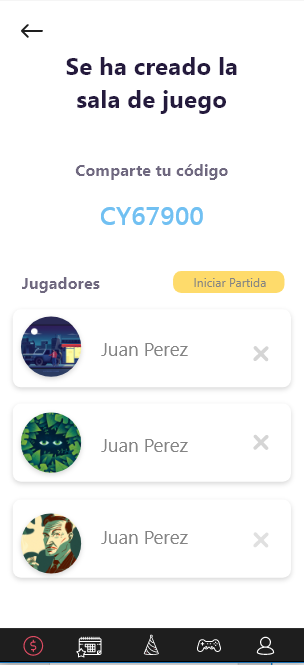 Se ha creado la
sala de juego
Comparte tu código
CY67900
Jugadores
Iniciar Partida
Juan Perez
Juan Perez
Juan Perez